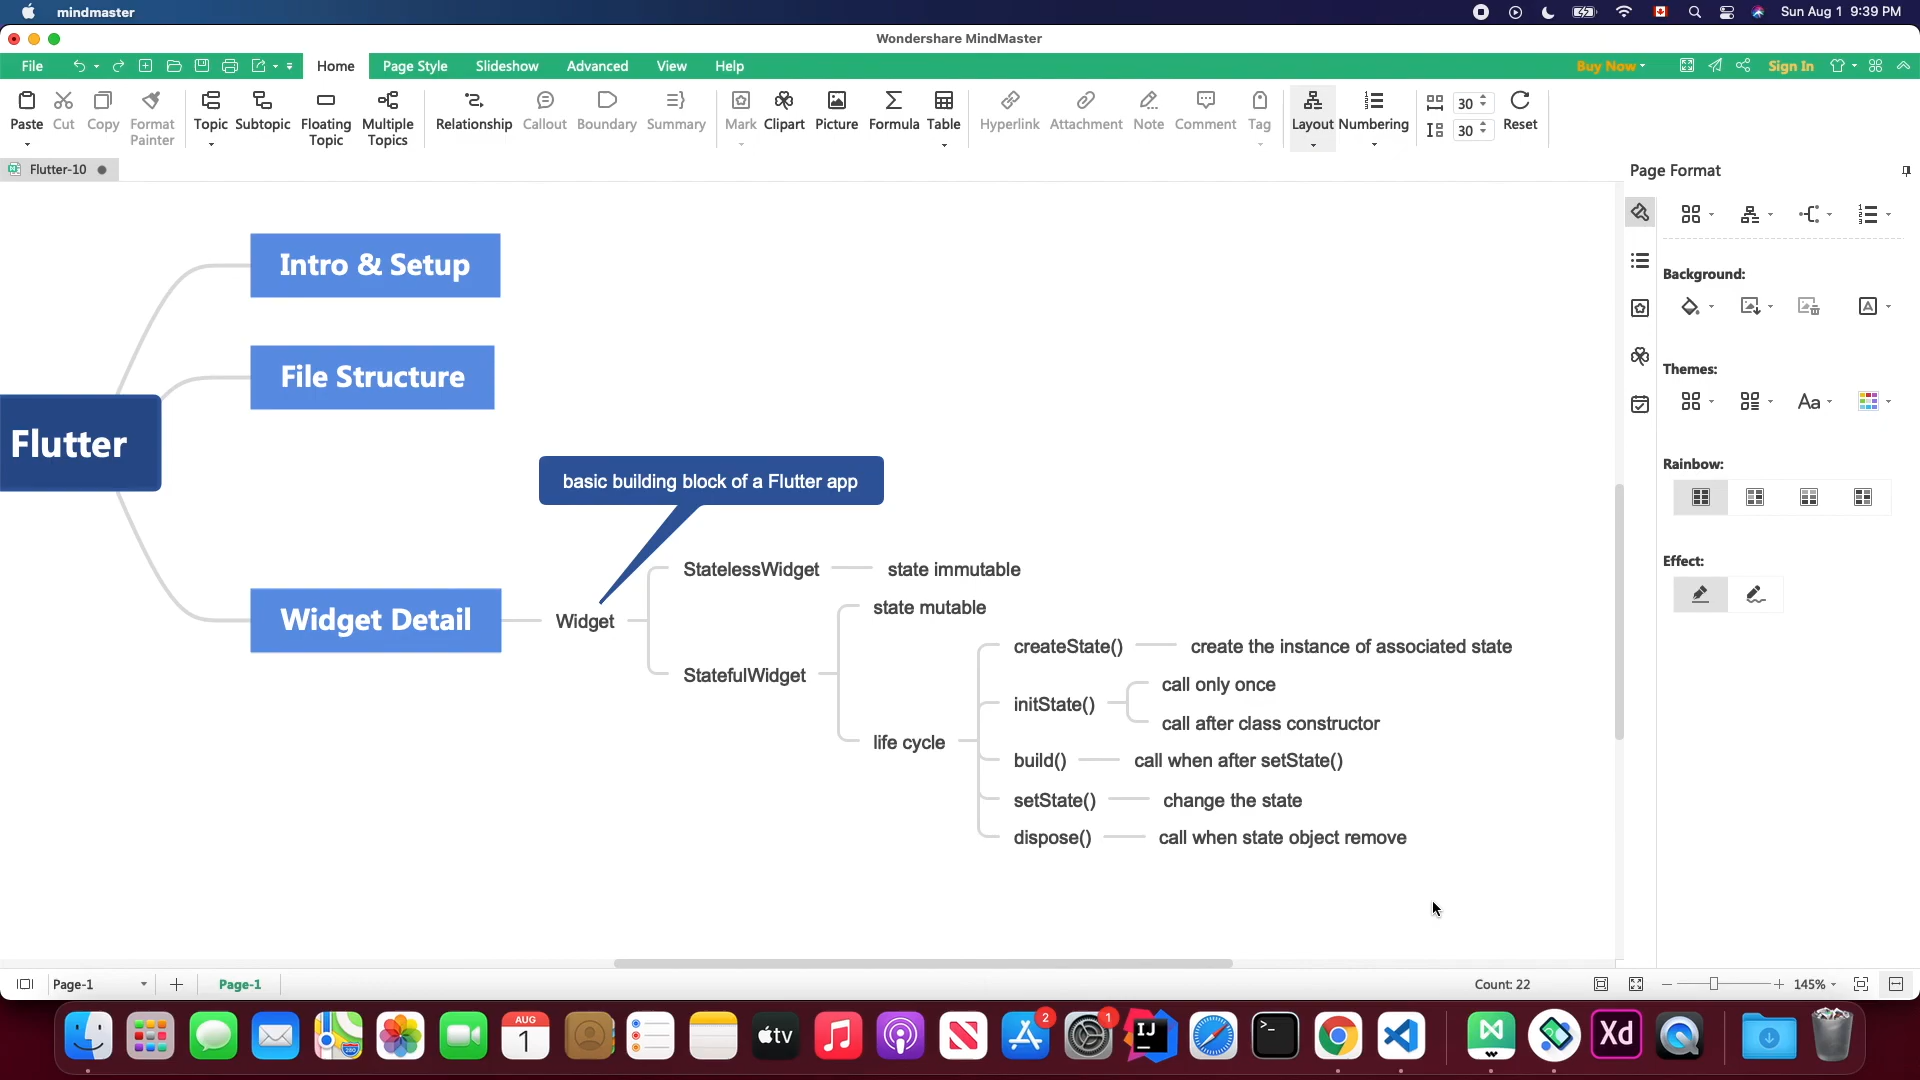 mindmaster
Sun Aug 1 9:39 PM
Wondershare MindMaster
File
Home
Page Style
Slideshow
Advanced
View
Help
Buy Now
Sign In
Paste
Cut
Copy
Format
Painter
Topic
Subtopic
Floating
Topic
Multiple
Topics
Relationship
Callout
Boundary
Summary
Mark
Clipart
Picture
Formula
Table
Hyperlink
Attachment
Note
Comment
Tag
Layout
Numbering
30
30
Reset
Flutter-10
Page Format
Background:
Themes:
Aa
Rainbow:
Effect:
Intro & Setup
File Structure
Flutter
basic building block of a Flutter app
Widget Detail
Widget
StatelessWidget
state immutable
state mutable
StatefulWidget
life cycle
createState()
create the instance of associated state
initState()
call only once
call after class constructor
build()
call when after setState()
setState()
change the state
dispose()
call when state object remove
Page-1
Page-1
Count: 22
145%
AUG
1
tv
2
1
IJ
Xd